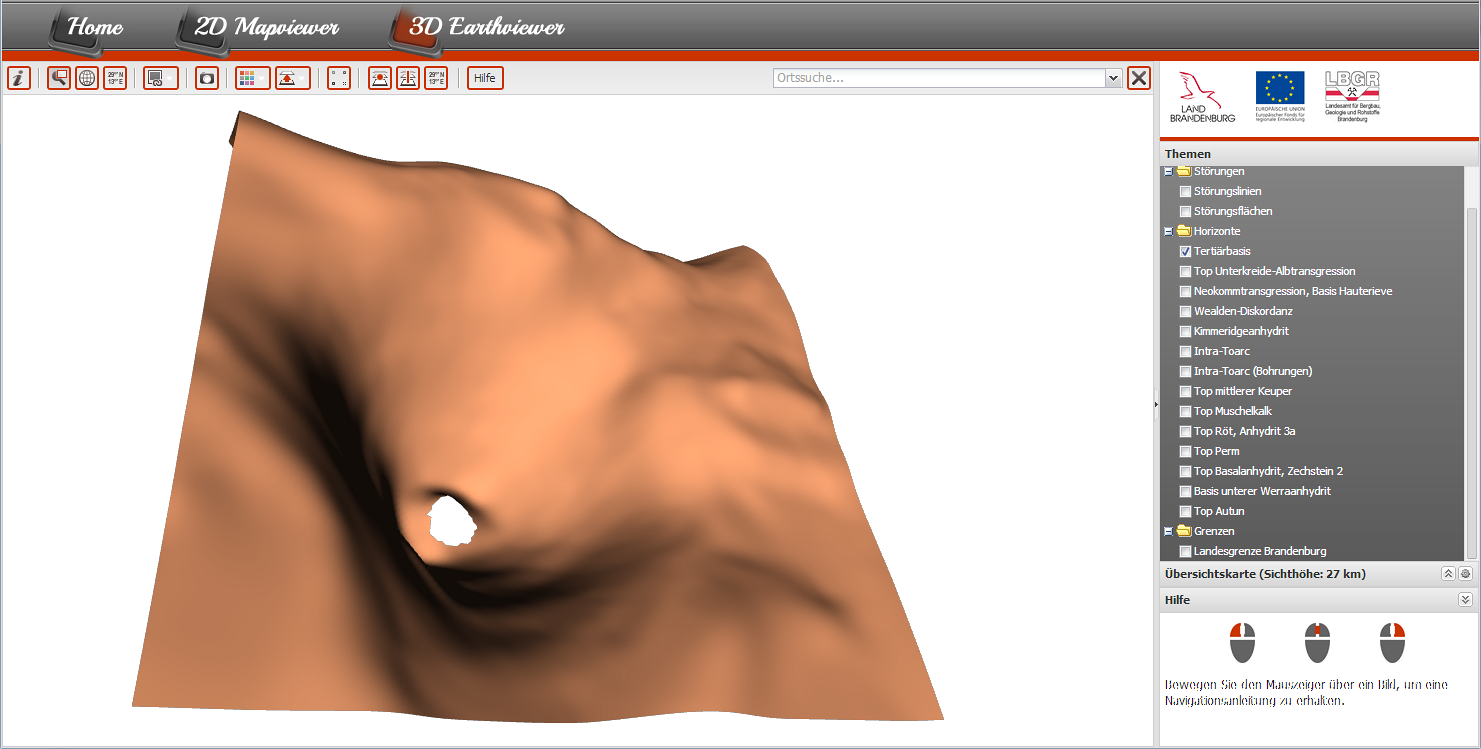 Home
2D Mapviewer
3D Earthviewer
i
29°' N
13°' E
29°' N
13°' E
Hilfe
Ortssuche...
LAND
BRANDENBURG
EUROPÄISCHE UNION
Europäischer Fonds für
regionale Entwicklung
LBGR
Landesamt für Bergbau,
Geologie und Rohstoffe
Brandenburg
Themen
Störungen
Störungslinien
Störungsflächen
Horizonte
Tertiärbasis
Top Unterkreide-Albtransgression
Neokommtransgression, Basis Hauterieve
Wealden-Diskordanz
Kimmeridgeanhydrit
Intra-Toarc
Intra-Toarc (Bohrungen)
Top mittlerer Keuper
Top Muschelkalk
Top Röt, Anhydrit 3a
Top Perm
Top Basalanhydrit, Zechstein 2
Basis unterer Werraanhydrit
Top Autun
Grenzen
Landesgrenze Brandenburg
Übersichtskarte (Sichthöhe: 27 km)
Hilfe
Bewegen Sie den Mauszeiger über ein Bild, um eine
Navigationsanleitung zu erhalten.